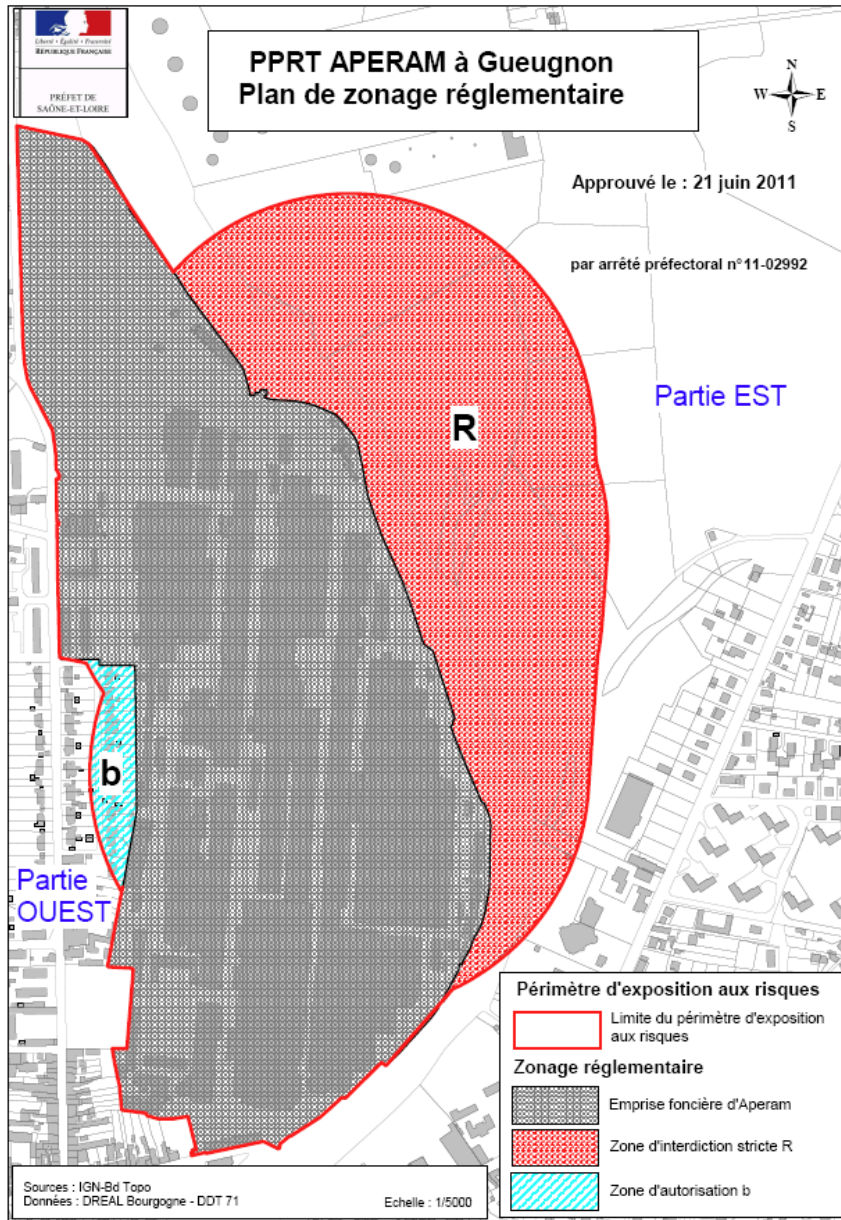 Liberté • Égalité • Fraternité
RÉPUBLIQUE FRANÇAISE
PRÉFET DE
SAÔNE-ET-LOIRE
PPRT APERAM à Gueugnon
Plan de zonage réglementaire
N
W E
S
Approuvé le : 21 juin 2011
par arrêté préfectoral n°11-02992
Partie EST
R
b
Partie
OUEST
Périmètre d'exposition aux risques
Limite du périmètre d'exposition
aux risques
Zonage réglementaire
Emprise foncière d'Aperam
Zone d'interdiction stricte R
Zone d'autorisation b
Sources : IGN-Bd Topo
Données : DREAL Bourgogne - DDT 71
Echelle : 1/5000